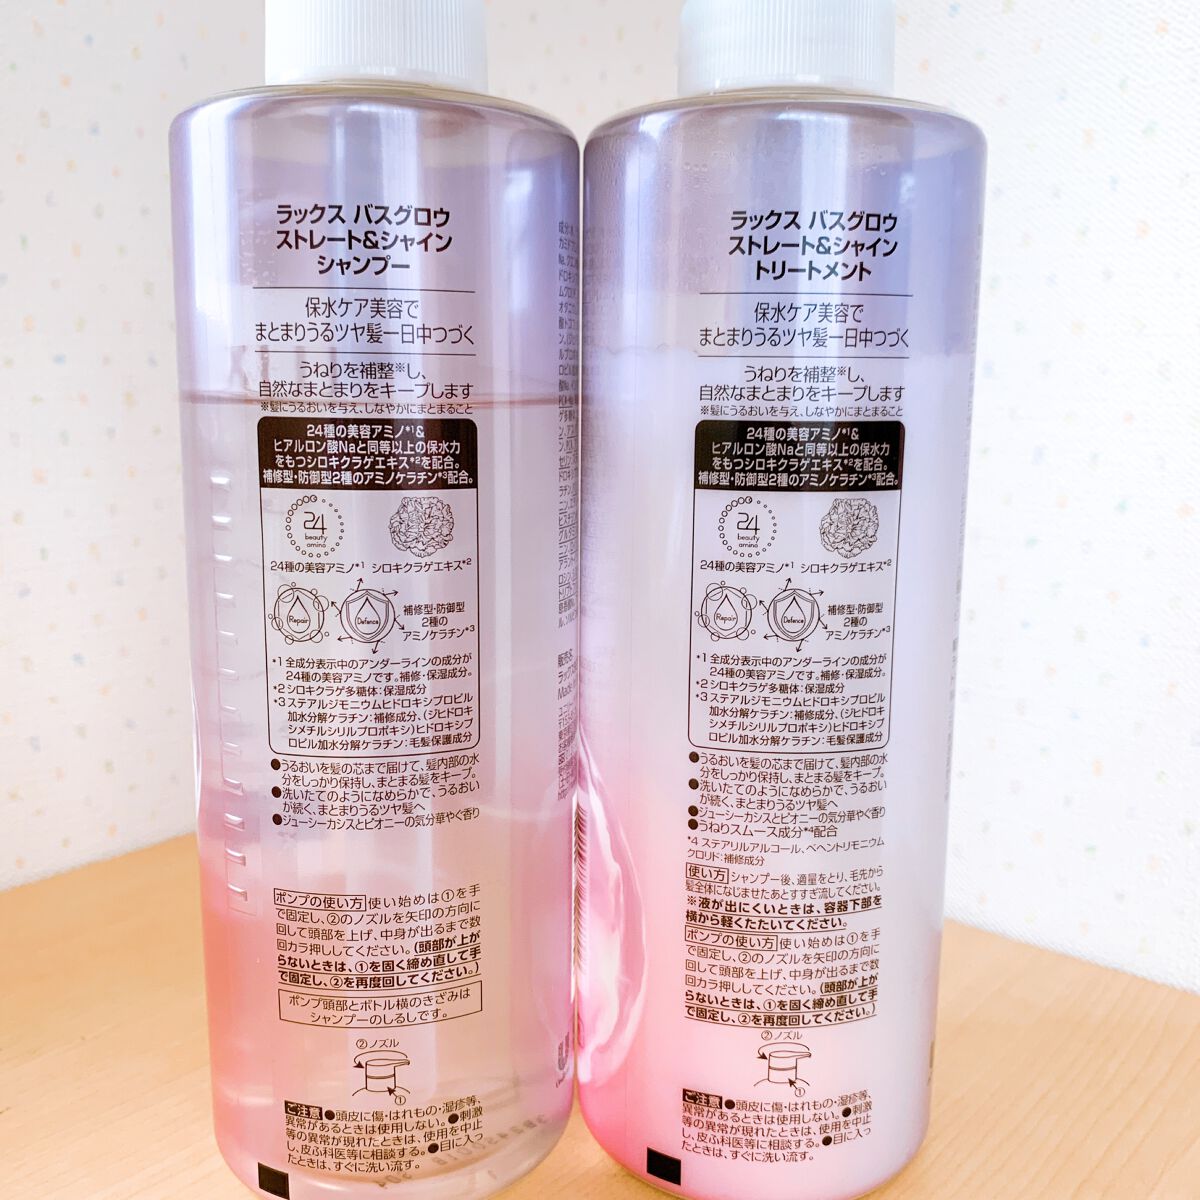 ラックス バスグロウ
ストレート&シャイン
シャンプー
保水ケア美容で
まとまりうるツヤ髪一日中つづく
うねりを補整※し、
自然なまとまりをキープします
※髪にうるおいを与え、しなやかにまとまること
24種の美容アミノ*1&
ヒアルロン酸Naと同等以上の保水力
をもつシロキクラゲエキス*2を配合。
補修型・防御型2種のアミノケラチン*3配合。
24
beauty
amino
24種の美容アミノ*1 シロキクラゲエキス*2
Repair
Defence
補修型・防御型
2種の
アミノケラチン*3
*1 全成分表示中のアンダーラインの成分が
24種の美容アミノです。補修・保湿成分。
*2 シロキクラゲ多糖体:保湿成分
*3 ステアルジモニウムヒドロキシプロピル
加水分解ケラチン:補修成分、(ジヒドロキ
シメチルシリルプロポキシ)ヒドロキシプ
ロピル加水分解ケラチン:毛髪保護成分
●うるおいを髪の芯まで届けて、髪内部の水
分をしっかり保持し、まとまる髪をキープ。
●洗いたてのようになめらかで、うるおい
が続く、まとまりうるツヤ髪へ
●ジューシーカシスとピオニーの気分華やぐ香り
ポンプの使い方 使い始めは①を手
で固定し、②のノズルを矢印の方向に
回して頭部を上げ、中身が出るまで数
回カラ押ししてください。(頭部が上が
らないときは、①を固く締め直して手
で固定し、②を再度回してください。)
ポンプ頭部とボトル横のきざみは
シャンプーのしるしです。
②ノズル
①
ご注意 ●頭皮に傷・はれもの・湿疹等、
異常があるときは使用しない。●刺激
等の異常が現れたときは、使用を中止
し、皮ふ科医等に相談する。●目に入っ
たときは、すぐに洗い流す。
ラックス バスグロウ
ストレート&シャイン
トリートメント
保水ケア美容で
まとまりうるツヤ髪一日中つづく
うねりを補整※し、
自然なまとまりをキープします
※髪にうるおいを与え、しなやかにまとまること
24種の美容アミノ*1&
ヒアルロン酸Naと同等以上の保水力
をもつシロキクラゲエキス*2を配合。
補修型・防御型2種のアミノケラチン*3配合。
24
beauty
amino
24種の美容アミノ*1 シロキクラゲエキス*2
Repair
Defence
補修型・防御型
2種の
アミノケラチン*3
*1 全成分表示中のアンダーラインの成分が
24種の美容アミノです。補修・保湿成分。
*2 シロキクラゲ多糖体:保湿成分
*3 ステアルジモニウムヒドロキシプロピル
加水分解ケラチン:補修成分、(ジヒドロキ
シメチルシリルプロポキシ)ヒドロキシプ
ロピル加水分解ケラチン:毛髪保護成分
●うるおいを髪の芯まで届けて、髪内部の水
分をしっかり保持し、まとまる髪をキープ。
●洗いたてのようになめらかで、うるおい
が続く、まとまりうるツヤ髪へ
●ジューシーカシスとピオニーの気分華やぐ香り
●うねりスムース成分*4配合
*4 ステアリルアルコール、ベヘントリモニウム
クロリド:補修成分
使い方 シャンプー後、適量をとり、毛先から
髪全体になじませたあとすすぎ流してください。
※液が出にくいときは、容器下部を
横から軽くたたいてください。
ポンプの使い方 使い始めは①を手
で固定し、②のノズルを矢印の方向に
回して頭部を上げ、中身が出るまで数
回カラ押ししてください。(頭部が上が
らないときは、①を固く締め直して手
で固定し、②を再度回してください。)
②ノズル
①
ご注意 ●頭皮に傷・はれもの・湿疹等、
異常があるときは使用しない。●刺激
等の異常が現れたときは、使用を中止
し、皮ふ科医等に相談する。●目に入っ
たときは、すぐに洗い流す。